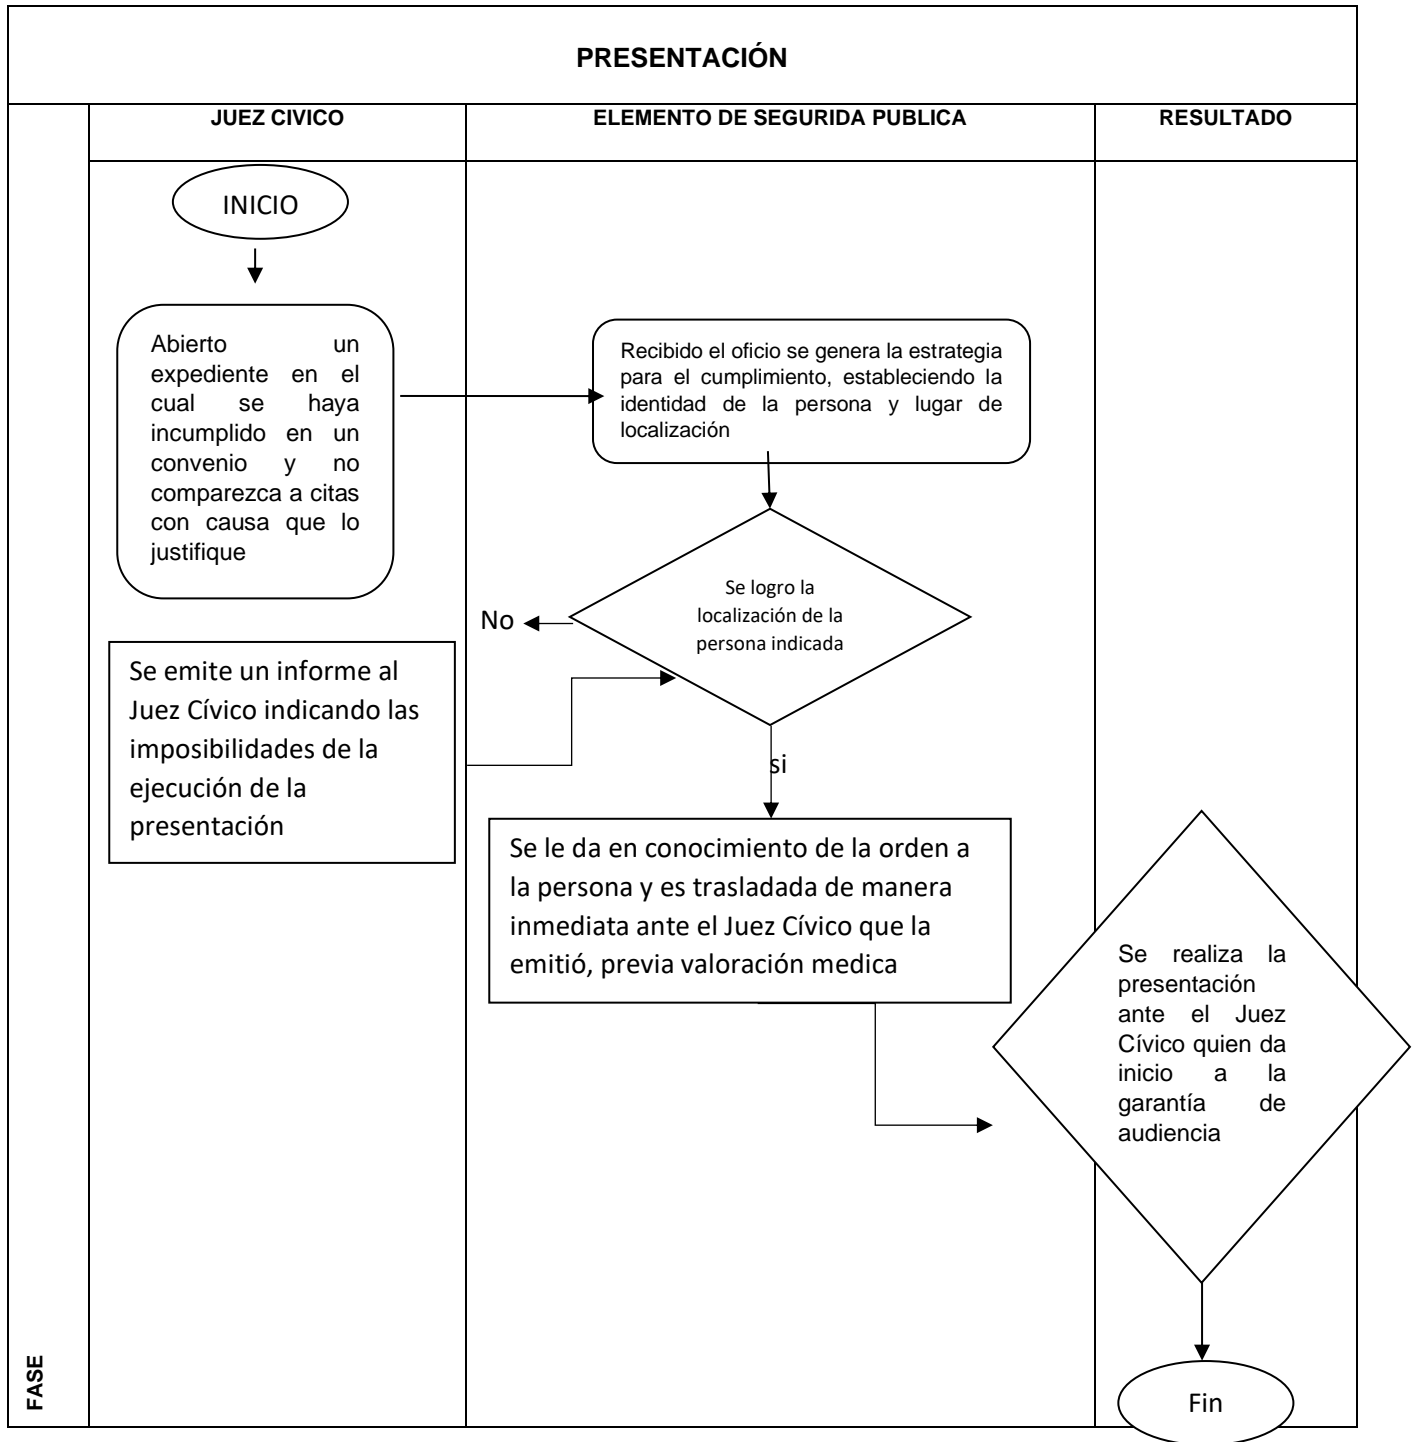 PRESENTACIÓN
JUEZ CIVICO
ELEMENTO DE SEGURIDA PUBLICA
RESULTADO
INICIO
Abierto un
expediente en el
cual se haya
incumplido en un
convenio y no
comparezca a citas
con causa que lo
justifique
Recibido el oficio se genera la estrategia
para el cumplimiento, estableciendo la
identidad de la persona y lugar de
localización
Se logro la
localización de la
persona indicada
No
Se emite un informe al
Juez Cívico indicando las
imposibilidades de la
ejecución de la
presentación
si
Se le da en conocimiento de la orden a
la persona y es trasladada de manera
inmediata ante el Juez Cívico que la
emitió, previa valoración medica
Se realiza la
presentación
ante el Juez
Cívico quien da
inicio a la
garantía de
audiencia
Fin
FASE